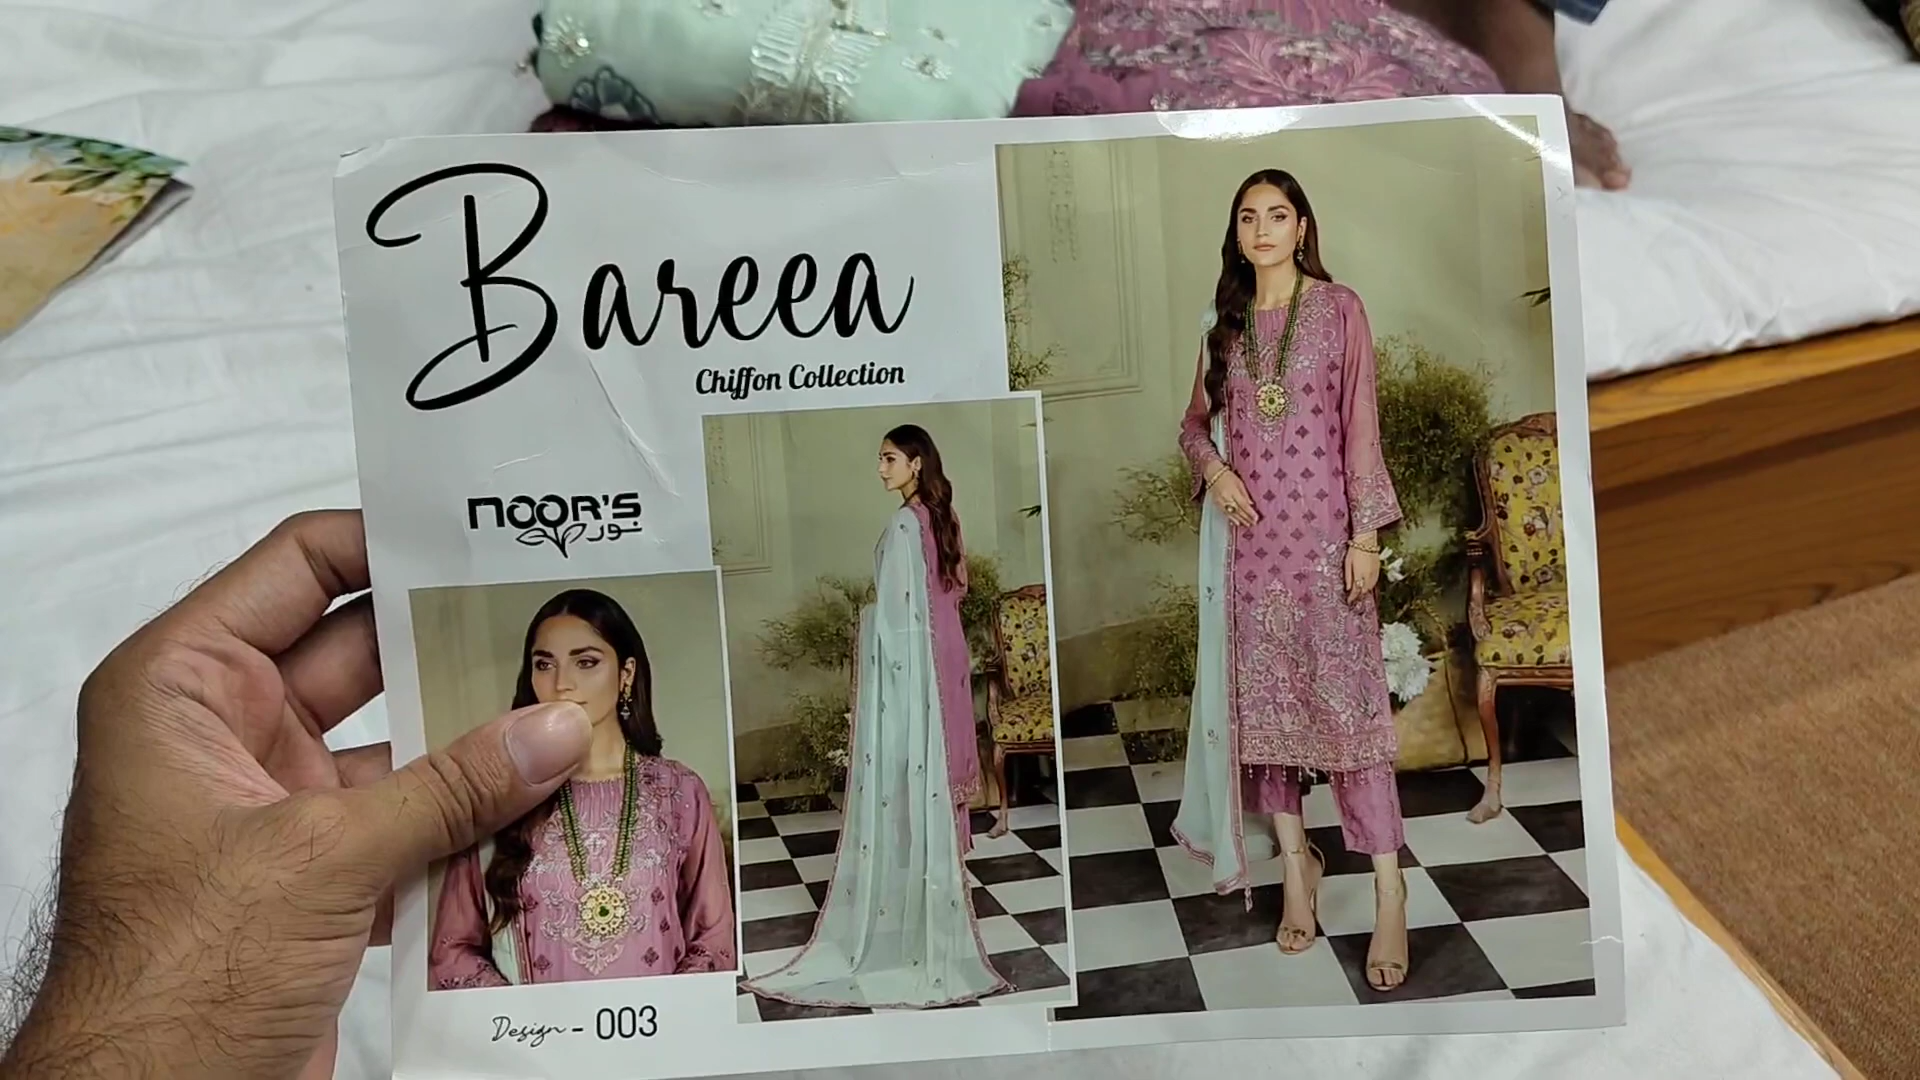 Bareea
Chiffon Collection
NOOR'S
نور
Design - 003